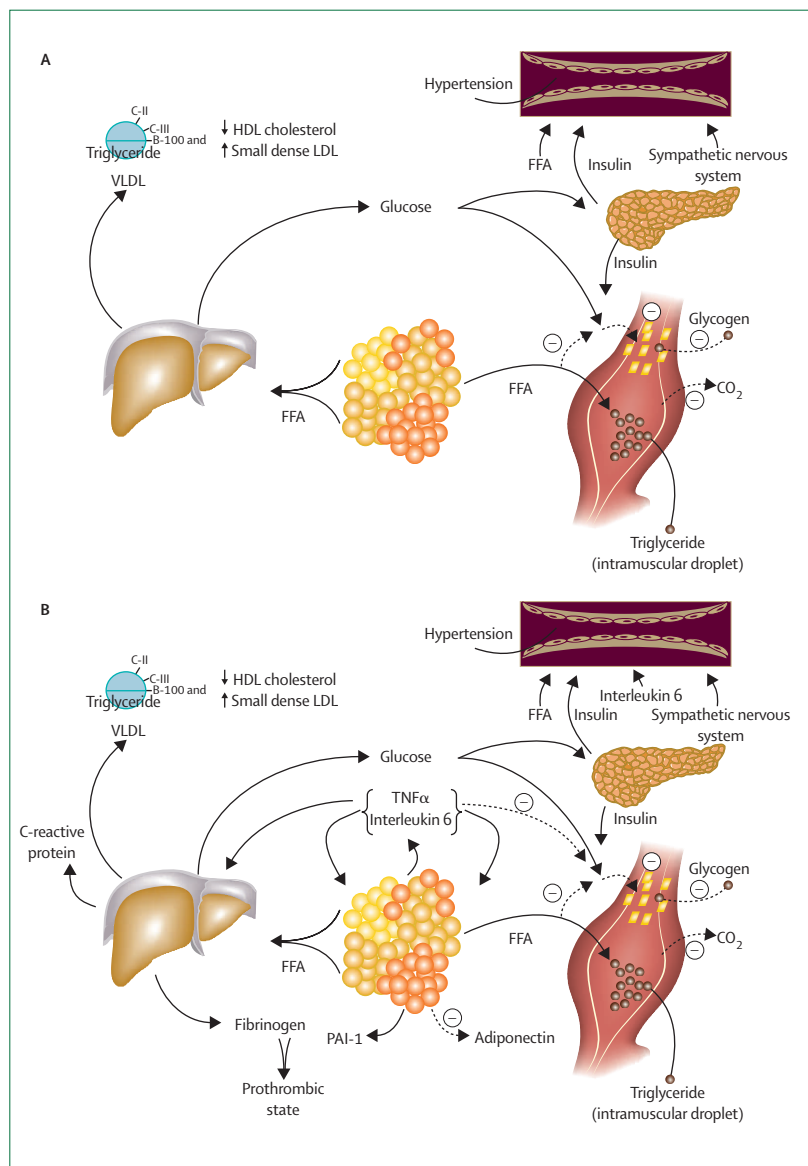 A
Hypertension
C-II
C-III
B-100 and
Triglyceride
VLDL
↓ HDL cholesterol
↑ Small dense LDL
FFA
Insulin
Sympathetic nervous
system
Glucose
Insulin
−
−
Glycogen
−
FFA
FFA
CO2
−
Triglyceride
(intramuscular droplet)
B
Hypertension
C-II
C-III
B-100 and
Triglyceride
VLDL
↓ HDL cholesterol
↑ Small dense LDL
FFA
Insulin
Interleukin 6
Sympathetic nervous
system
Glucose
TNFα
Interleukin 6
−
Insulin
C-reactive
protein
−
−
Glycogen
−
FFA
FFA
CO2
−
Fibrinogen
PAI-1
−
Adiponectin
Prothrombic
state
Triglyceride
(intramuscular droplet)